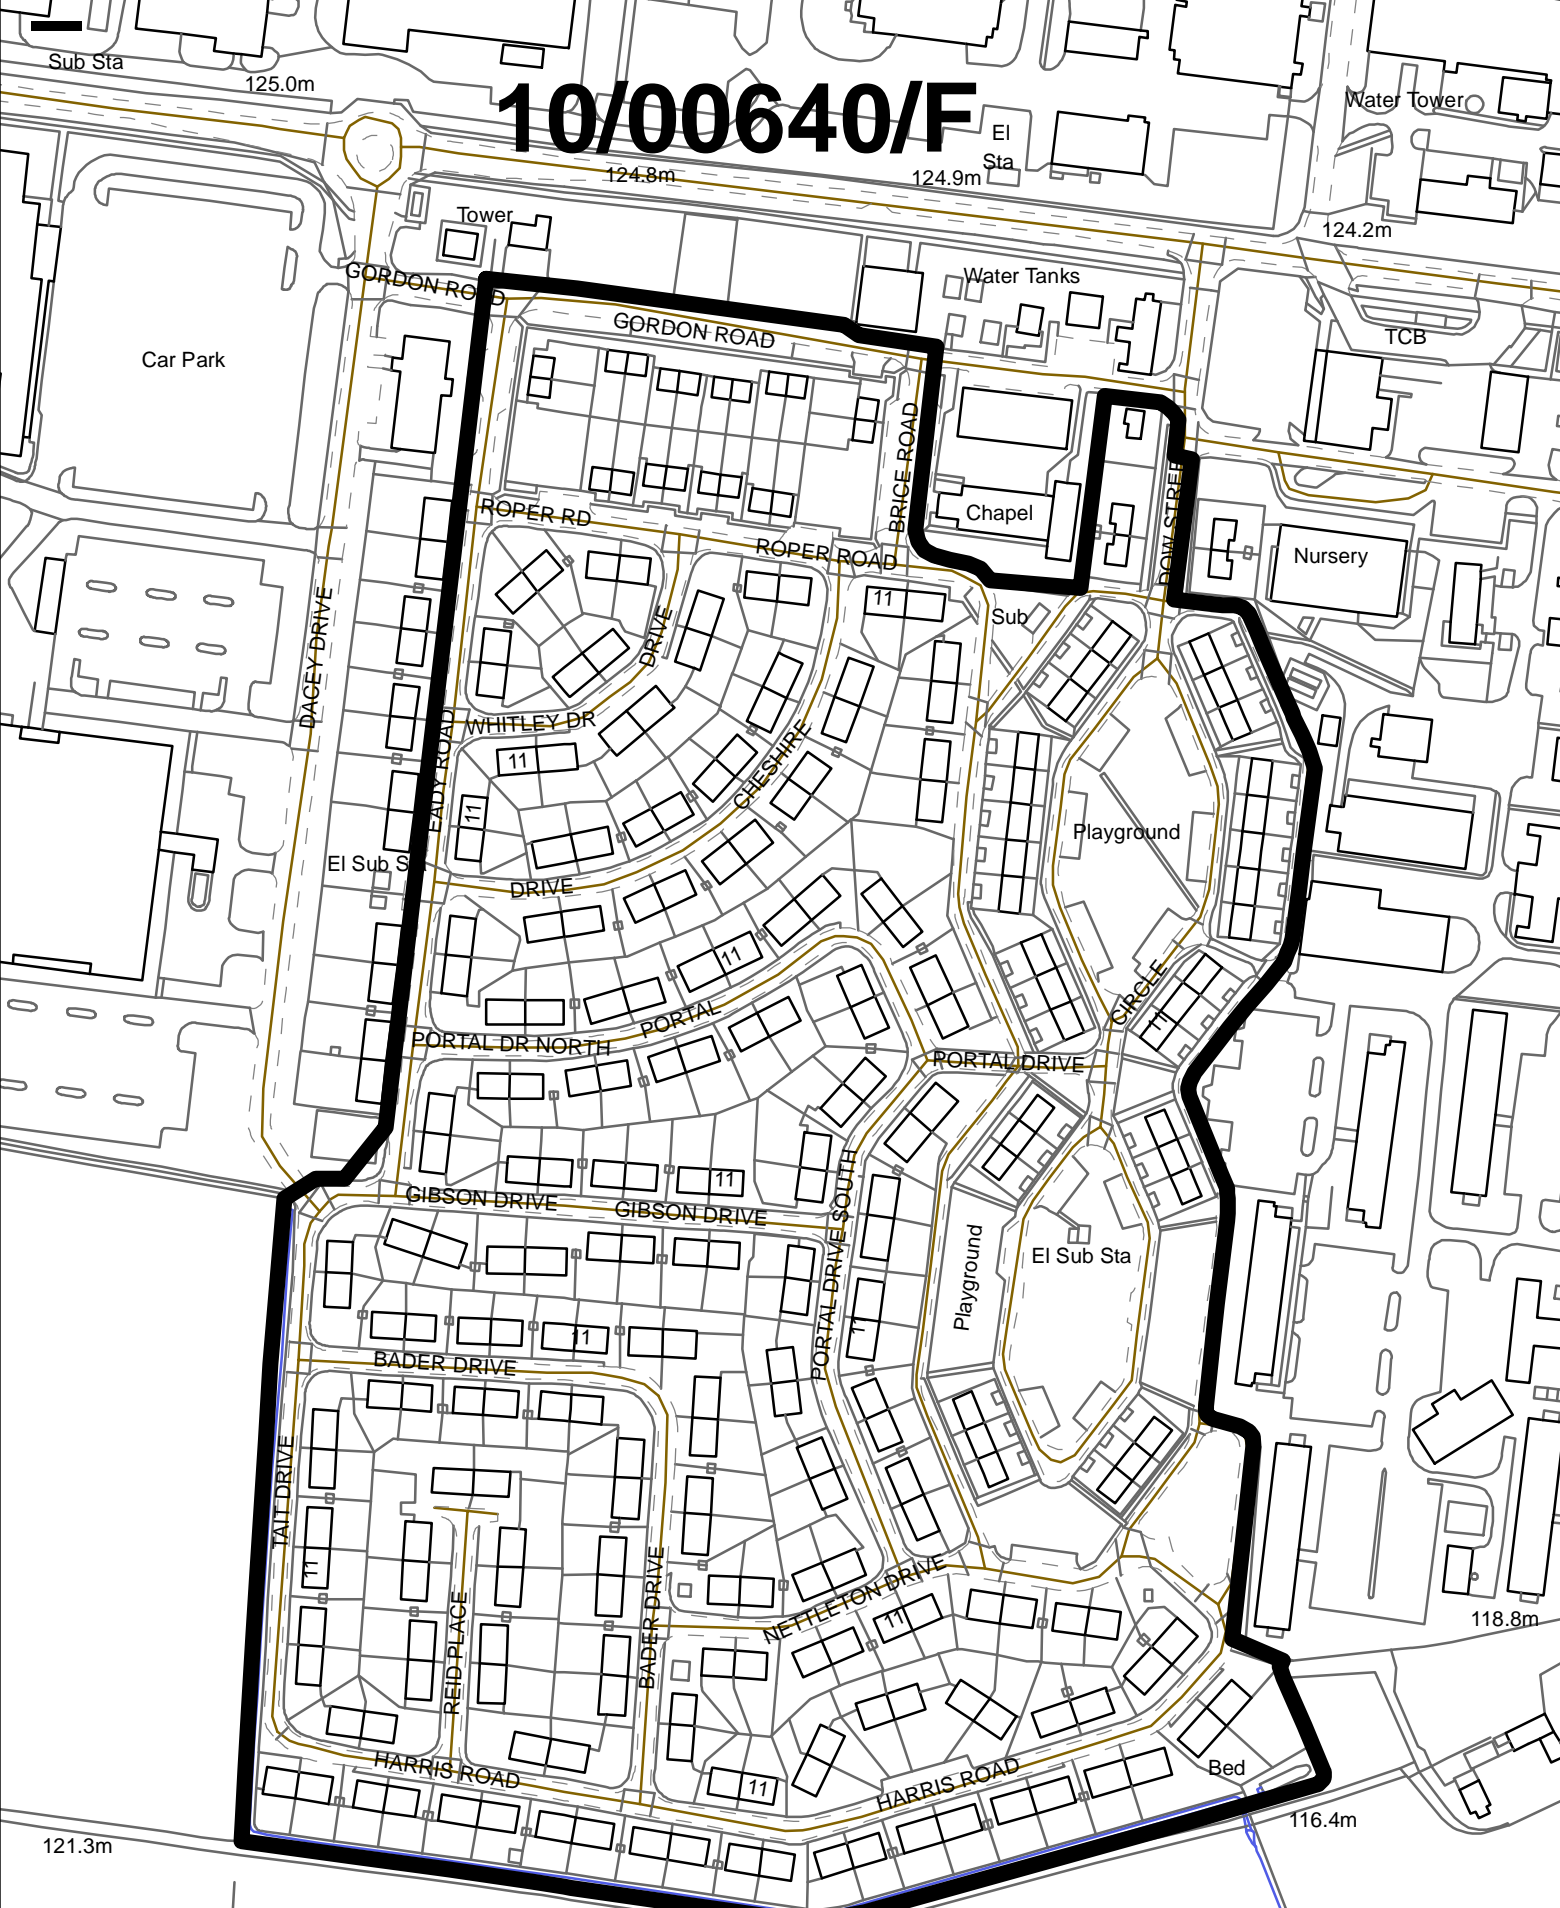 Sub Sta
125.0m
10/00640/F
Water Tower
El
Sta
124.8m
124.9m
Tower
124.2m
GORDON ROAD
Water Tanks
GORDON ROAD
TCB
Car Park
BRICE ROAD
ROPER RD
Chapel
DOW STREET
Nursery
ROPER ROAD
11
Sub
DACEY DRIVE
DRIVE
WHITLEY DR
11
EADY ROAD
CHESHIRE
11
Playground
El Sub Sta
DRIVE
11
CIRCLE
11
PORTAL
PORTAL DR NORTH
PORTAL DRIVE
11
GIBSON DRIVE
GIBSON DRIVE
PORTAL DRIVE SOUTH
Playground
El Sub Sta
11
11
BADER DRIVE
TAIT DRIVE
11
BADER DRIVE
NETTLETON DRIVE
11
REID PLACE
118.8m
HARRIS ROAD
11
HARRIS ROAD
Bed
116.4m
121.3m